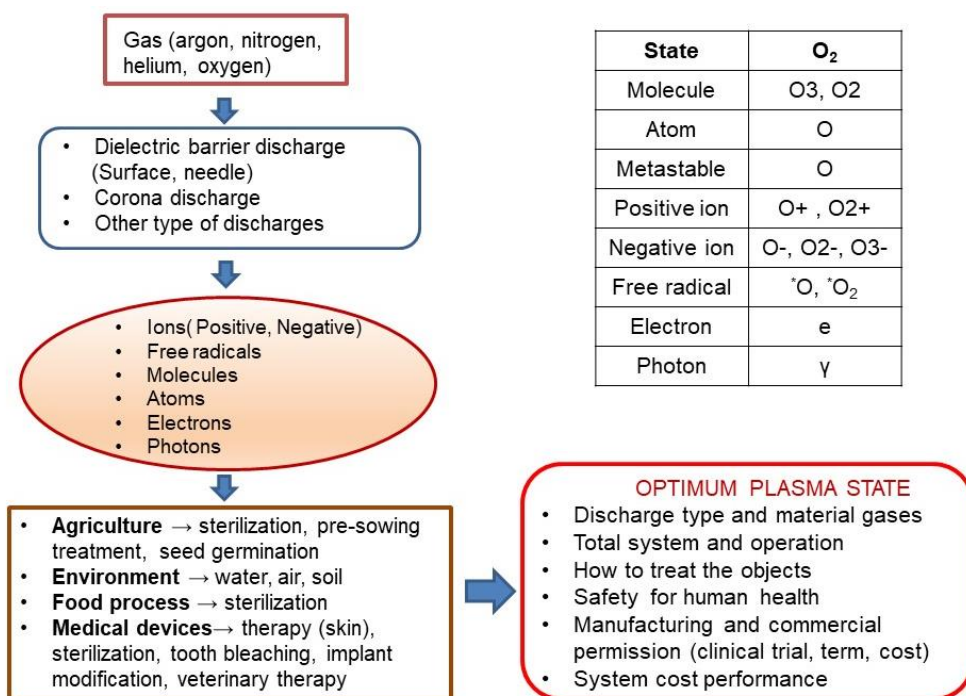 Gas (argon, nitrogen,
helium, oxygen)
• Dielectric barrier discharge
(Surface, needle)
• Corona discharge
• Other type of discharges
• Ions( Positive, Negative)
• Free radicals
• Molecules
• Atoms
• Electrons
• Photons
• Agriculture → sterilization, pre-sowing
treatment, seed germination
• Environment → water, air, soil
• Food process → sterilization
• Medical devices→ therapy (skin),
sterilization, tooth bleaching, implant
modification, veterinary therapy
State O₂
Molecule O3, O2
Atom O
Metastable O
Positive ion O+ , O2+
Negative ion O-, O2-, O3-
Free radical *O, *O₂
Electron e
Photon γ
OPTIMUM PLASMA STATE
• Discharge type and material gases
• Total system and operation
• How to treat the objects
• Safety for human health
• Manufacturing and commercial
permission (clinical trial, term, cost)
• System cost performance